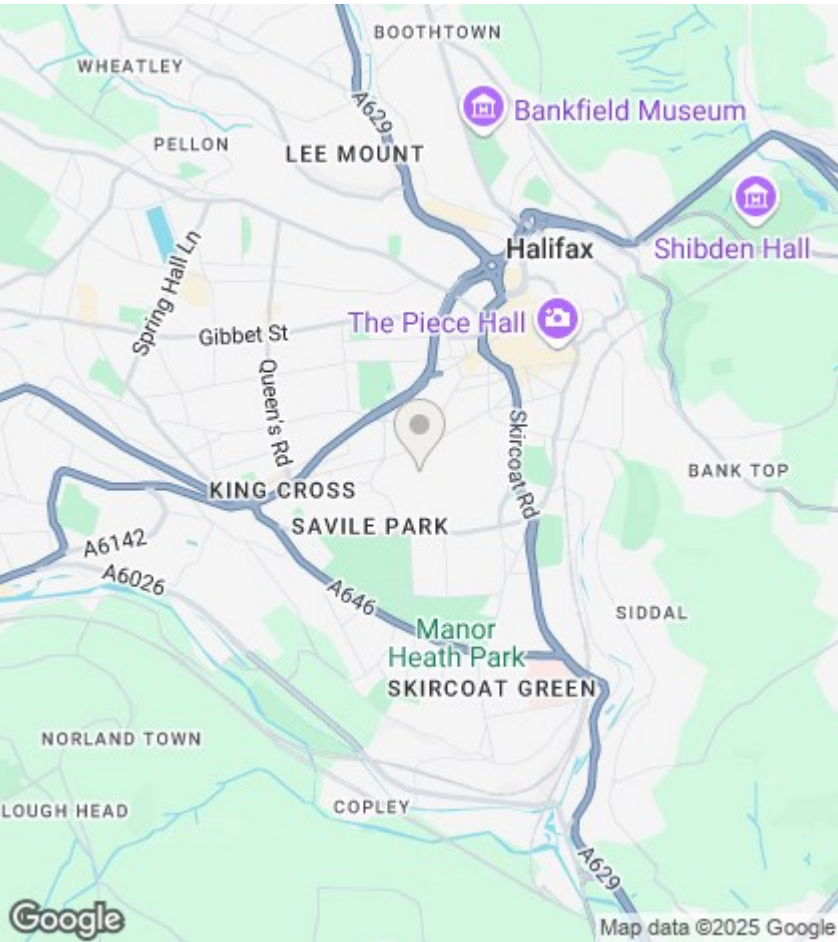 BOOTHTOWN
WHEATLEY
A629
Bankfield Museum
PELLON
LEE MOUNT
Halifax
Shibden Hall
Spring Hall Ln
The Piece Hall
Gibbet St
Queen's Rd
Skircoat Rd
BANK TOP
KING CROSS
SAVILE PARK
A6142
A6026
A646
SIDDAL
Manor
Heath Park
SKIRCOAT GREEN
NORLAND TOWN
COPLEY
LOUGH HEAD
A629
Google
Map data ©2025 Google